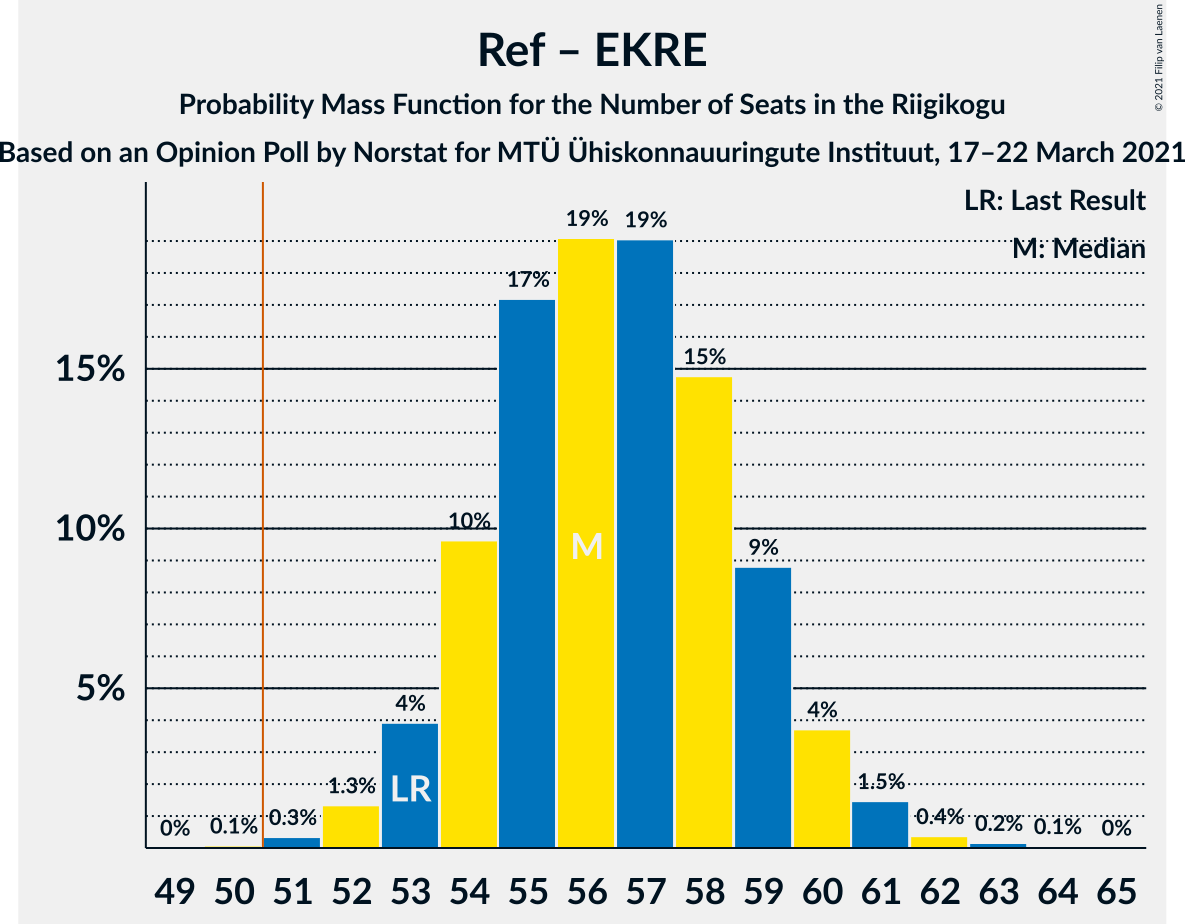 Ref – EKRE
Probability Mass Function for the Number of Seats in the Riigikogu
Based on an Opinion Poll by Norstat for MTÜ Ühiskonnauuringute Instituut, 17–22 March 2021
© 2021 Filip van Laenen
LR: Last Result
M: Median
15%
10%
5%
0%
0.1%
0.3%
1.3%
4%
10%
17%
19%
19%
15%
9%
4%
1.5%
0.4%
0.2%
0.1%
0%
LR
M
49 50 51 52 53 54 55 56 57 58 59 60 61 62 63 64 65